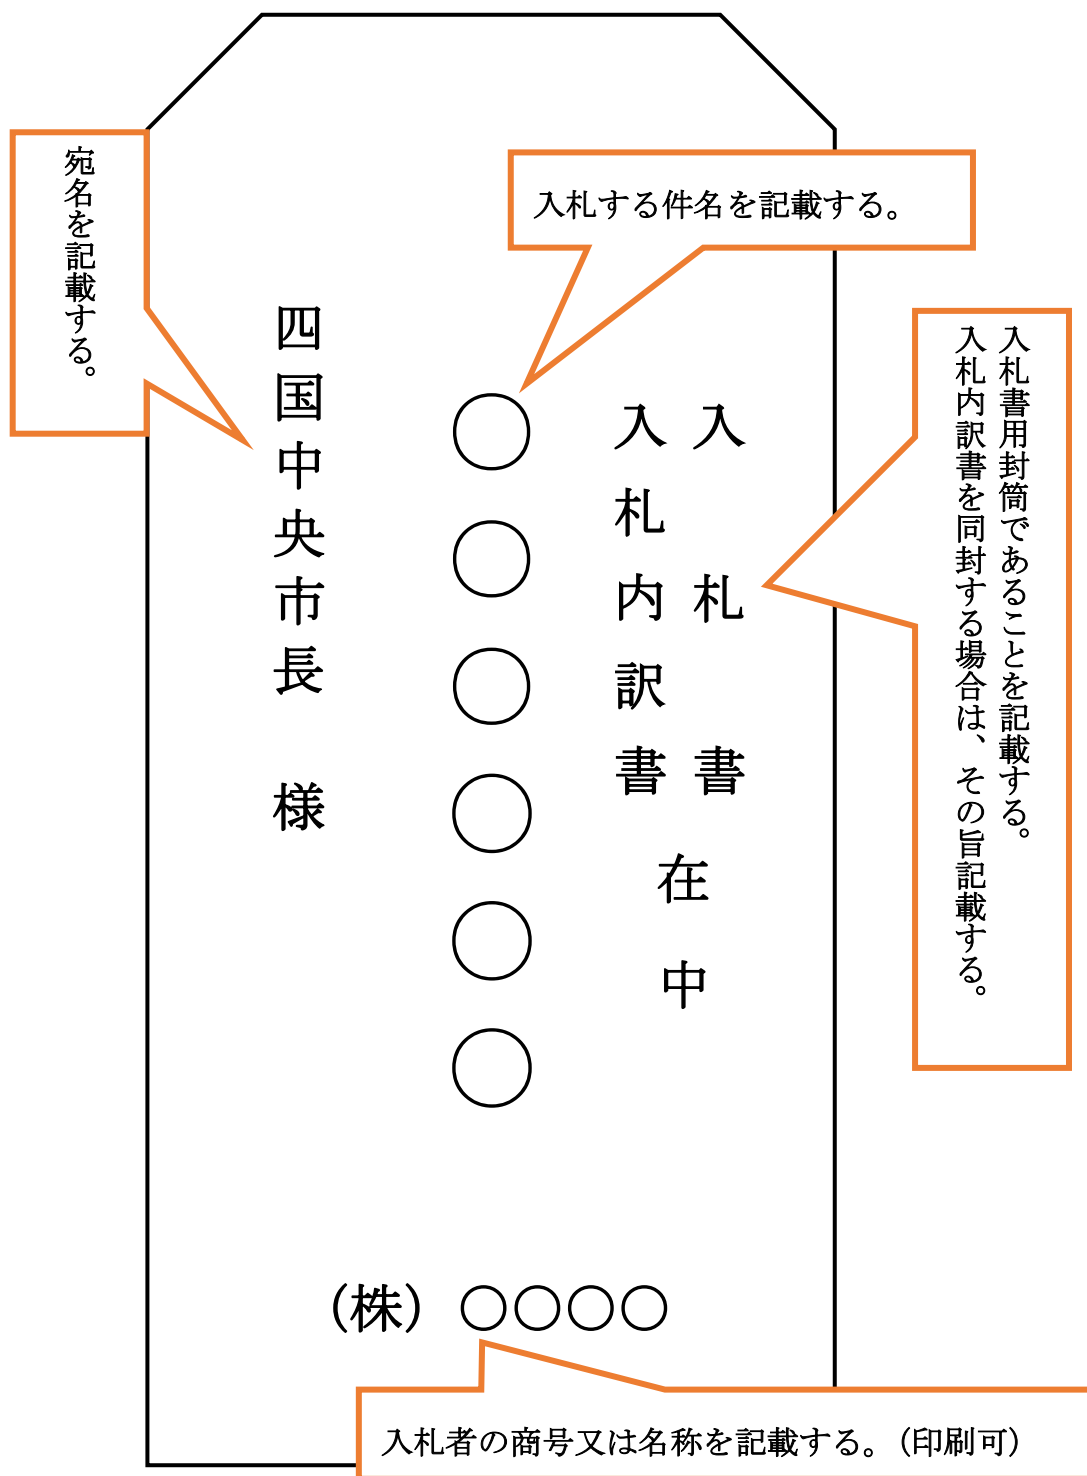 入札書用封筒であることを記載する。
入札内訳書を同封する場合は、その旨記載する。
入札する件名を記載する。
宛名を記載する。
入札書
入札内訳書
在中
〇〇〇〇〇〇
四国中央市長　様
（株）〇〇〇〇
入札者の商号又は名称を記載する。（印刷可）